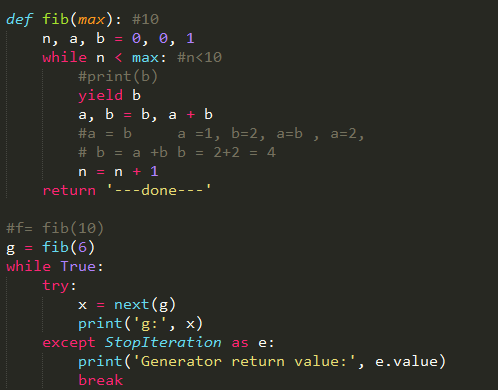 def fib(max): #10
    n, a, b = 0, 0, 1
    while n < max: #n<10
        #print(b)
        yield b
        a, b = b, a + b
        #a = b     a =1, b=2, a=b , a=2,
        # b = a +b b = 2+2 = 4
        n = n + 1
    return '---done---'

#f= fib(10)
g = fib(6)
while True:
    try:
        x = next(g)
        print('g:', x)
    except StopIteration as e:
        print('Generator return value:', e.value)
        break